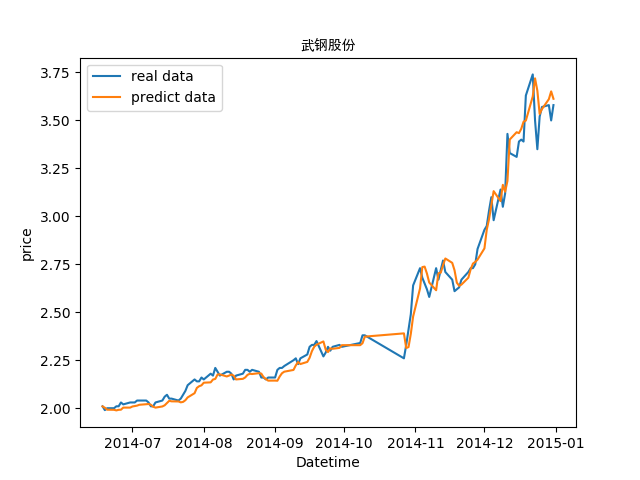 武钢股份
real data
predict data
3.75
3.50
3.25
3.00
2.75
2.50
2.25
2.00
price
2014-07 2014-08 2014-09 2014-10 2014-11 2014-12 2015-01
Datetime